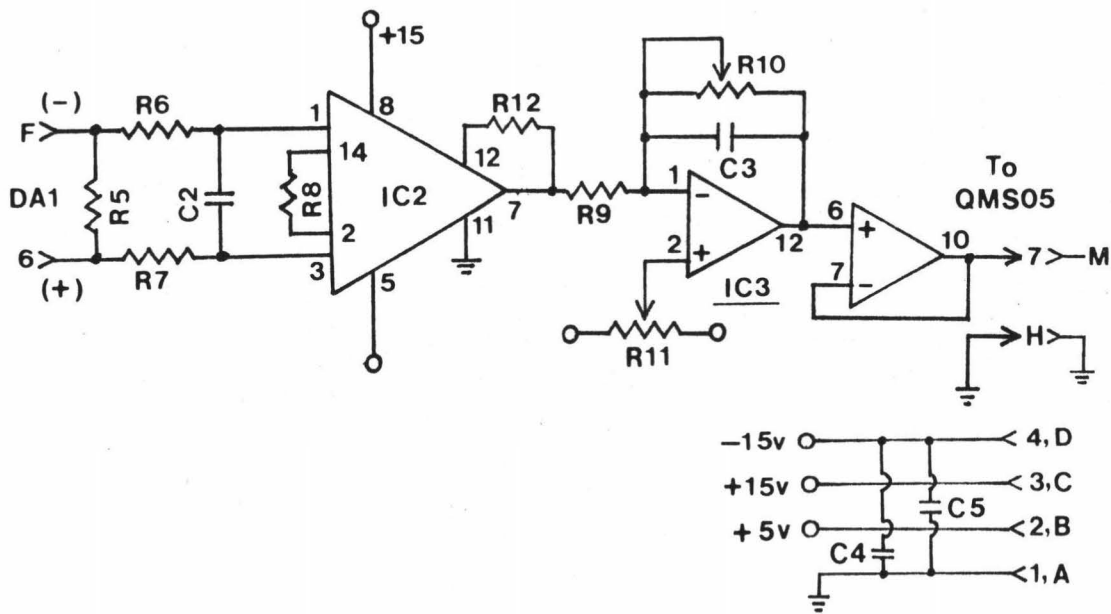 +15
(-)
F
R6
1
8
R12
14
12
DA1
R5
C2
R8
IC2
7
2
11
6
R7
3
5
(+)
R9
R10
C3
1
-
2
+
12
IC3
R11
6
+
7
-
10
To
QMS05
7
M
H
-15v
4,D
+15v
3,C
C5
+5v
2,B
C4
1,A